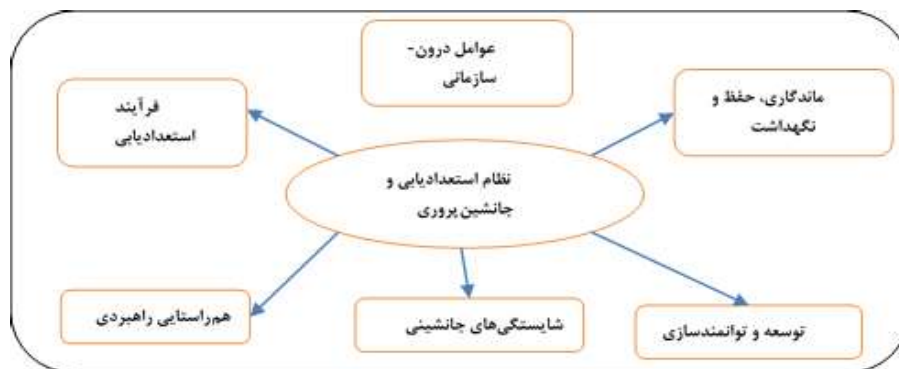 عوامل درون-
سازمانی
ماندگاری، حفظ و
نگهداشت
فرآیند
استعدادیابی
نظام استعدادیابی و
جانشین پروری
توسعه و توانمندسازی
شایستگی‌های جانشینی
هم‌راستایی راهبردی